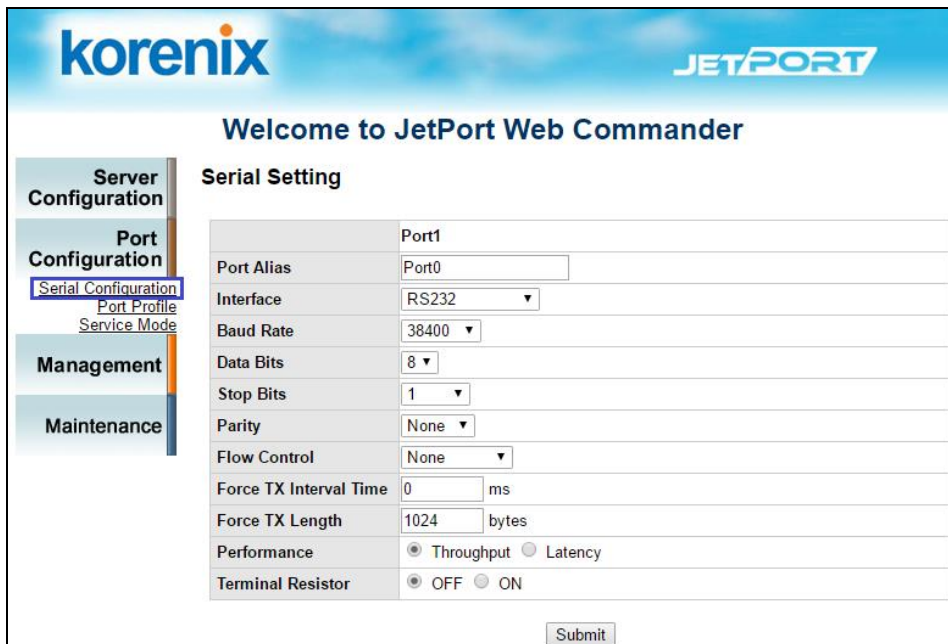 korenix
JETPORT
Welcome to JetPort Web Commander
Server
Configuration
Port
Configuration
Serial Configuration
Port Profile
Service Mode
Management
Maintenance
Serial Setting
Port1
Port Alias Port0
Interface RS232
Baud Rate 38400
Data Bits 8
Stop Bits 1
Parity None
Flow Control None
Force TX Interval Time 0 ms
Force TX Length 1024 bytes
Performance Throughput Latency
Terminal Resistor OFF ON
Submit